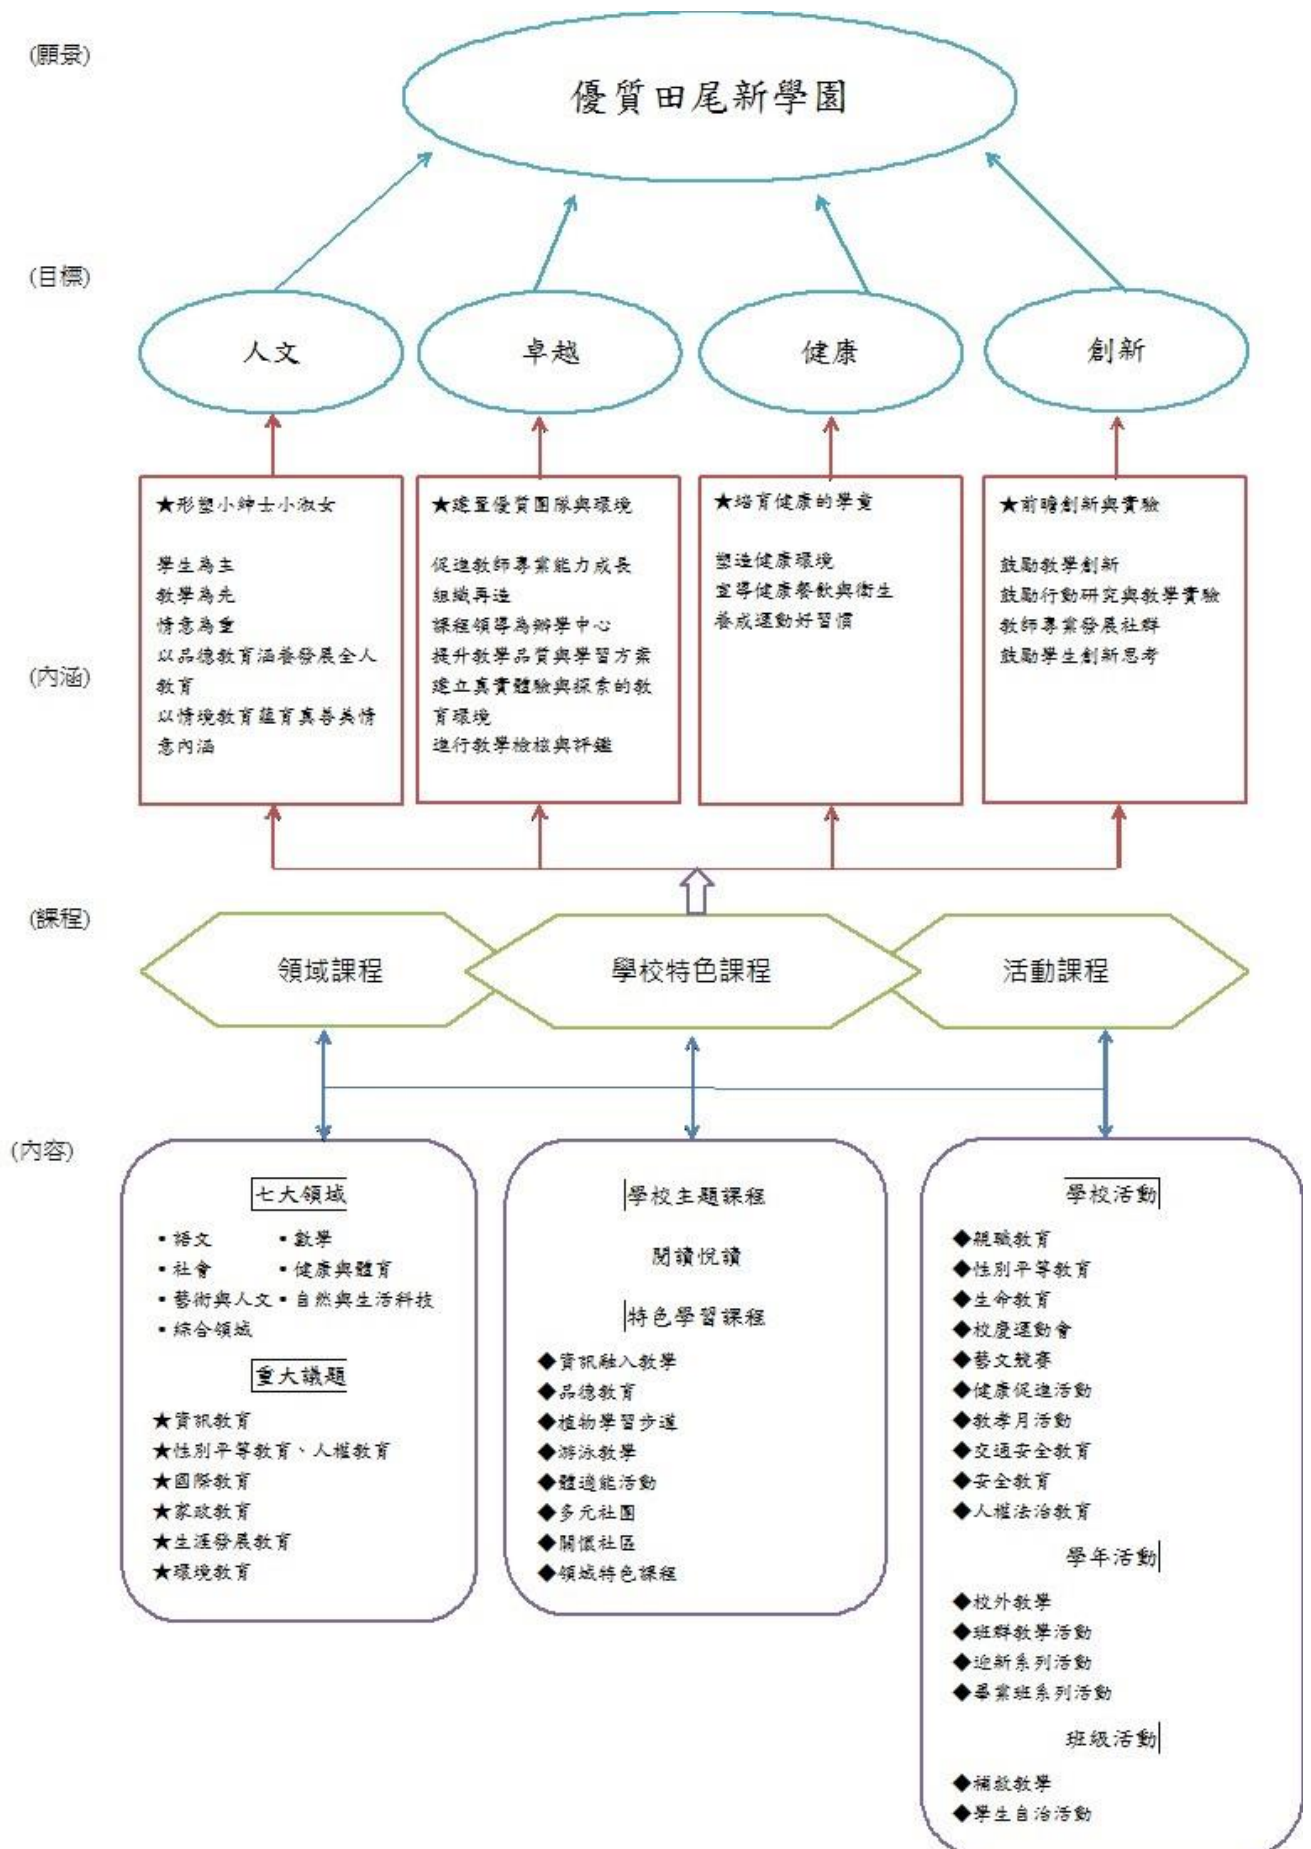 (願景)
優質田尾新學園
(目標)
人文
卓越
健康
創新
(內涵)
★形塑小紳士小淑女
學生為主
教學為先
情意為重
以品德教育涵養發展全人
教育
以情境教育蘊育真善美情
意內涵
★建置優質團隊與環境
促進教師專業能力成長
組織再造
課程領導為辦學中心
提升教學品質與學習方案
建立真實體驗與探索的教
育環境
進行教學檢核與評鑑
★培育健康的學童
塑造健康環境
宣導健康餐飲與衛生
養成運動好習慣
★前瞻創新與實驗
鼓勵教學創新
鼓勵行動研究與教學實驗
教師專業發展社群
鼓勵學生創新思考
(課程)
領域課程
學校特色課程
活動課程
(內容)
七大領域
▪ 語文 ▪ 數學
▪ 社會 ▪ 健康與體育
▪ 藝術與人文 ▪ 自然與生活科技
▪ 綜合領域
重大議題
★資訊教育
★性別平等教育、人權教育
★國際教育
★家政教育
★生涯發展教育
★環境教育
學校主題課程
閱讀悅讀
特色學習課程
◆資訊融入教學
◆品德教育
◆植物學習步道
◆游泳教學
◆體適能活動
◆多元社團
◆關懷社區
◆領域特色課程
學校活動
◆親職教育
◆性別平等教育
◆生命教育
◆校慶運動會
◆藝文競賽
◆健康促進活動
◆教孝月活動
◆交通安全教育
◆安全教育
◆人權法治教育
學年活動
◆校外教學
◆班群教學活動
◆迎新系列活動
◆畢業班系列活動
班級活動
◆補救教學
◆學生自治活動